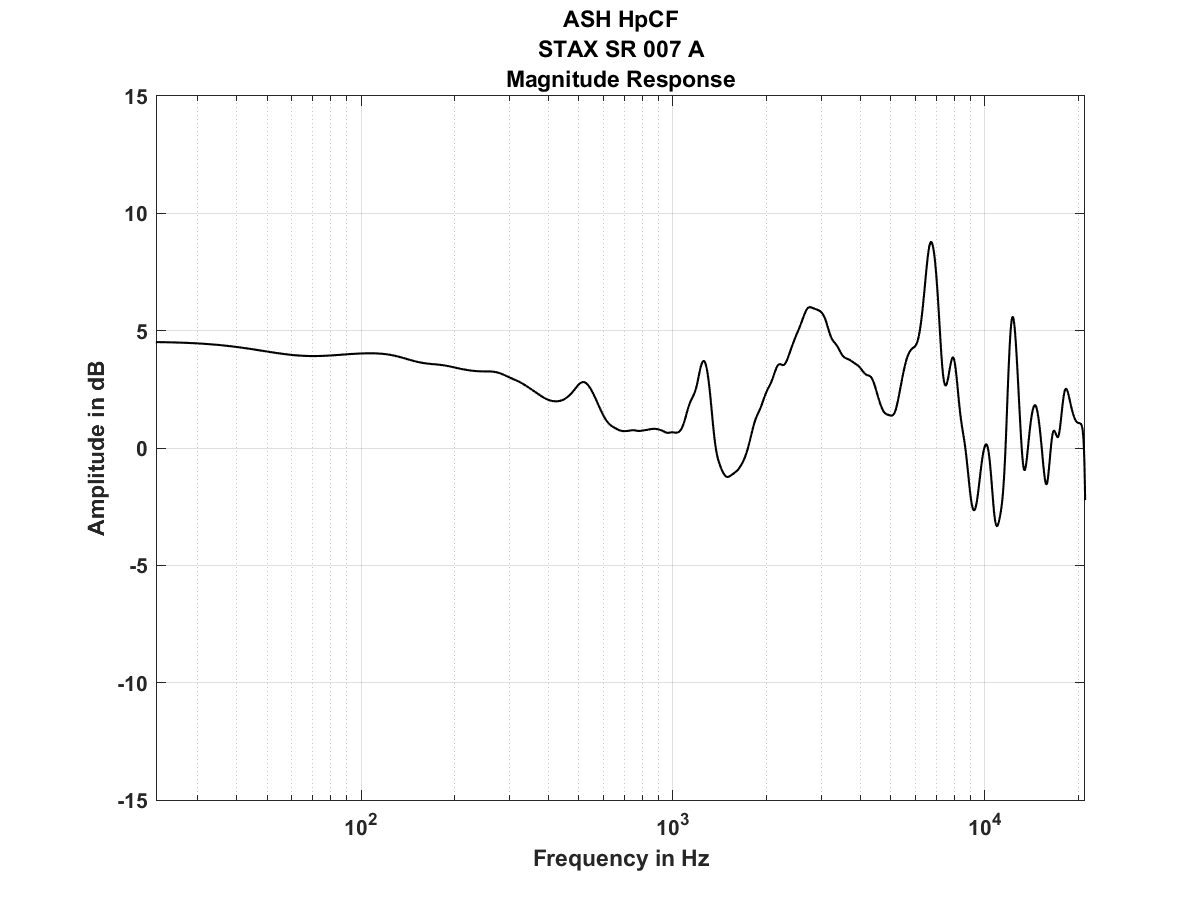 ASH HpCF
STAX SR 007 A
Magnitude Response
15
10
5
0
-5
-10
-15
Amplitude in dB
10²
10³
10⁴
Frequency in Hz